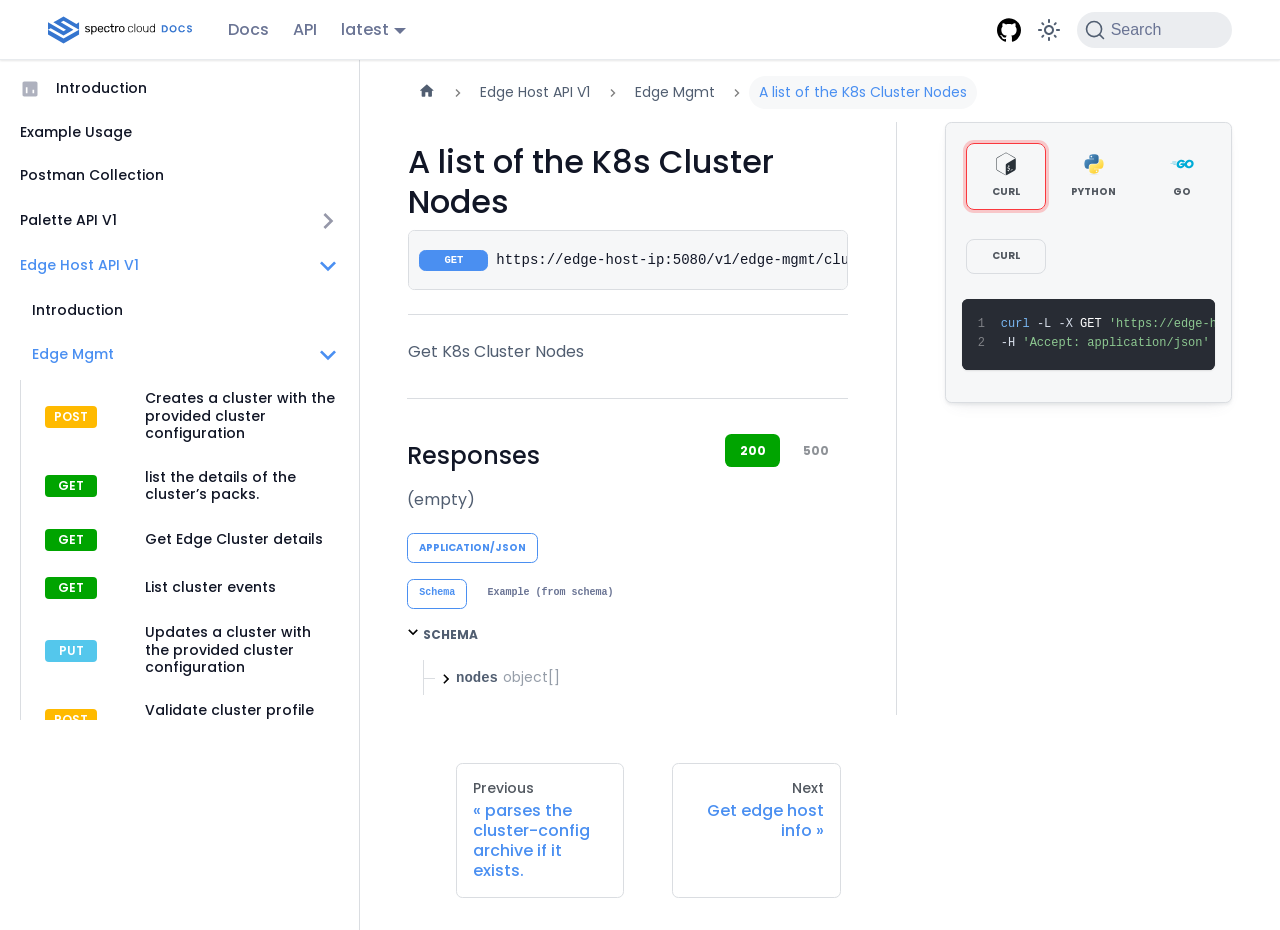 spectro cloud DOCS
Docs
API
latest
Search
Introduction
Example Usage
Postman Collection
Palette API V1
Edge Host API V1
Introduction
Edge Mgmt
POST
Creates a cluster with the
provided cluster
configuration
GET
list the details of the
cluster’s packs.
GET
Get Edge Cluster details
GET
List cluster events
PUT
Updates a cluster with
the provided cluster
configuration
POST
Validate cluster profile
Edge Host API V1
Edge Mgmt
A list of the K8s Cluster Nodes
A list of the K8s Cluster
Nodes
GET
https://edge-host-ip:5080/v1/edge-mgmt/clu
Get K8s Cluster Nodes
Responses
200
500
(empty)
APPLICATION/JSON
Schema
Example (from schema)
SCHEMA
nodes object[]
Previous
« parses the
cluster-config
archive if it
exists.
Next
Get edge host
info »
CURL
PYTHON
GO
CURL
1 curl -L -X GET 'https://edge-h
2 -H 'Accept: application/json'